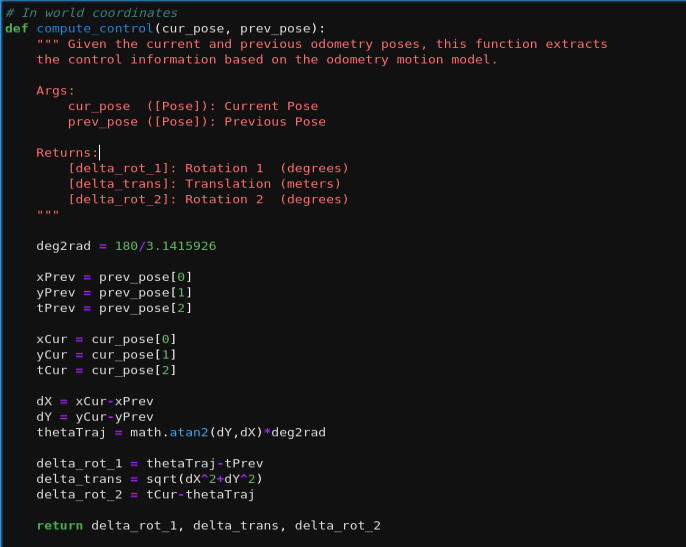 # In world coordinates
def compute_control(cur_pose, prev_pose):
    """ Given the current and previous odometry poses, this function extracts
    the control information based on the odometry motion model.

    Args:
        cur_pose  ([Pose]): Current Pose
        prev_pose ([Pose]): Previous Pose

    Returns:
        [delta_rot_1]: Rotation 1  (degrees)
        [delta_trans]: Translation (meters)
        [delta_rot_2]: Rotation 2  (degrees)
    """

    deg2rad = 180/3.1415926

    xPrev = prev_pose[0]
    yPrev = prev_pose[1]
    tPrev = prev_pose[2]

    xCur = cur_pose[0]
    yCur = cur_pose[1]
    tCur = cur_pose[2]

    dX = xCur-xPrev
    dY = yCur-yPrev
    thetaTraj = math.atan2(dY,dX)*deg2rad

    delta_rot_1 = thetaTraj-tPrev
    delta_trans = sqrt(dX^2+dY^2)
    delta_rot_2 = tCur-thetaTraj

    return delta_rot_1, delta_trans, delta_rot_2